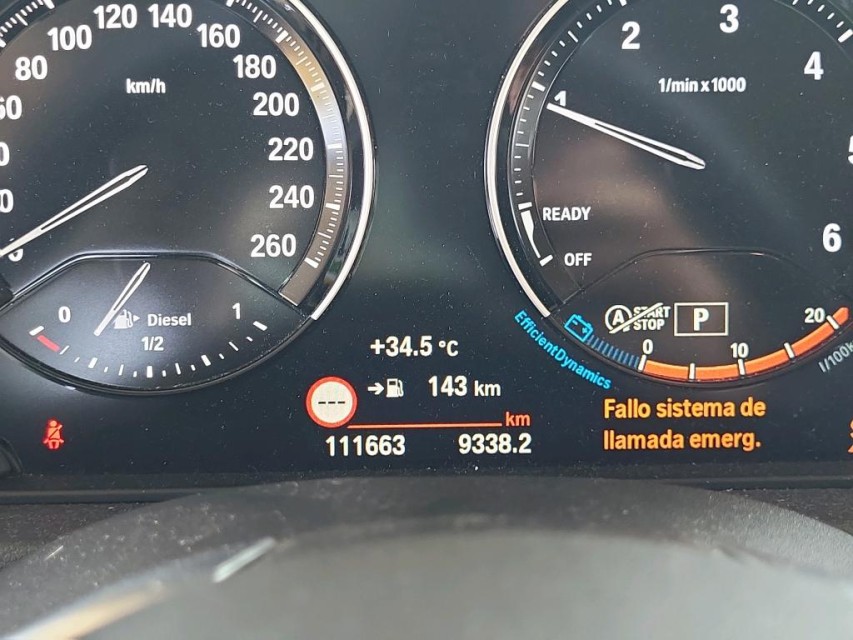 100 120 140 160
80 180
km/h
200
220
240
260
0 1
Diesel
1/2
1 2 3 4
1/min x 1000
6
READY
OFF
A START STOP P
0 10 20
EfficientDynamics
+34.5 °C
--- 143 km
km
111663 9338.2
Fallo sistema de
llamada emerg.